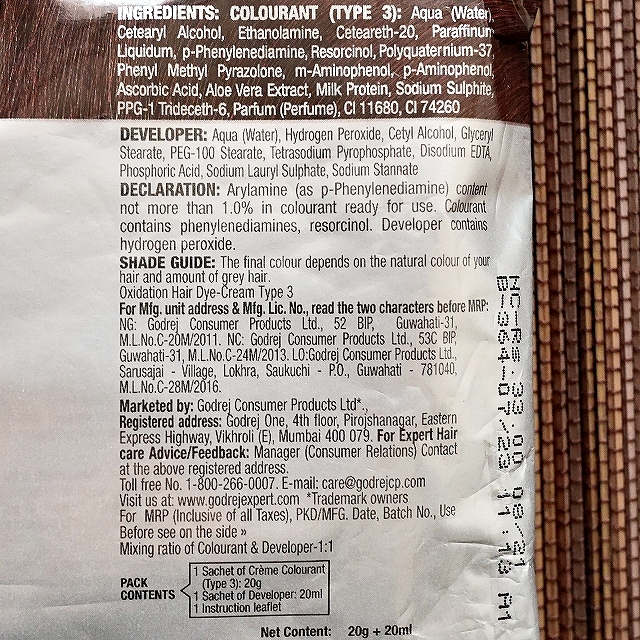 INGREDIENTS: COLOURANT (TYPE 3): Aqua (Water),
Cetearyl Alcohol, Ethanolamine, Ceteareth-20, Paraffinum
Liquidum, p-Phenylenediamine, Resorcinol, Polyquaternium-37,
Phenyl Methyl Pyrazolone, m-Aminophenol, p-Aminophenol,
Ascorbic Acid, Aloe Vera Extract, Milk Protein, Sodium Sulphite,
PPG-1 Trideceth-6, Parfum (Perfume), CI 11680, CI 74260
DEVELOPER: Aqua (Water), Hydrogen Peroxide, Cetyl Alcohol, Glyceryl
Stearate, PEG-100 Stearate, Tetrasodium Pyrophosphate, Disodium EDTA,
Phosphoric Acid, Sodium Lauryl Sulphate, Sodium Stannate
DECLARATION: Arylamine (as p-Phenylenediamine) content
not more than 1.0% in colourant ready for use. Colourant
contains phenylenediamines, resorcinol. Developer contains
hydrogen peroxide.
SHADE GUIDE: The final colour depends on the natural colour of your
hair and amount of grey hair.
Oxidation Hair Dye-Cream Type 3
For Mfg. unit address & Mfg. Lic. No., read the two characters before MRP:
NG: Godrej Consumer Products Ltd., 52 BIP, Guwahati-31,
M.L.No.C-20M/2011. NC: Godrej Consumer Products Ltd., 53C BIP,
Guwahati-31, M.L.No.C-24M/2013. LO:Godrej Consumer Products Ltd.,
Sarusajai - Village, Lokhra, Saukuchi - P.O., Guwahati - 781040,
M.L.No.C-28M/2016.
Marketed by: Godrej Consumer Products Ltd*.,
Registered address: Godrej One, 4th floor, Pirojshanagar, Eastern
Express Highway, Vikhroli (E), Mumbai 400 079. For Expert Hair
care Advice/Feedback: Manager (Consumer Relations) Contact
at the above registered address.
Toll free No. 1-800-266-0007. E-mail: care@godrejcp.com
Visit us at: www.godrejexpert.com *Trademark owners
For MRP (Inclusive of all Taxes), PKD/MFG. Date, Batch No., Use
Before see on the side »
Mixing ratio of Colourant & Developer-1:1
PACK CONTENTS
1 Sachet of Crème Colourant
(Type 3): 20g
1 Sachet of Developer: 20ml
1 Instruction leaflet
Net Content: 20g + 20ml
NC-Rs.33.00 08/21
B-364-07/23 11:13 A1